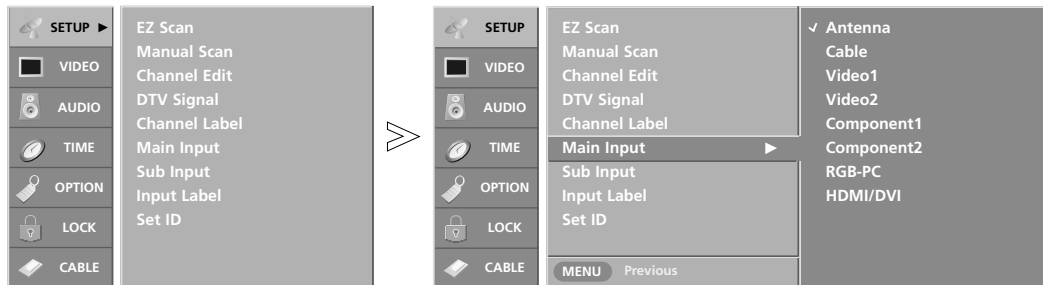 SETUP ►
VIDEO
AUDIO
TIME
OPTION
LOCK
CABLE
EZ Scan
Manual Scan
Channel Edit
DTV Signal
Channel Label
Main Input
Sub Input
Input Label
Set ID
SETUP
VIDEO
AUDIO
TIME
OPTION
LOCK
CABLE
EZ Scan
Manual Scan
Channel Edit
DTV Signal
Channel Label
Main Input ►
Sub Input
Input Label
Set ID
MENU Previous
✓ Antenna
Cable
Video1
Video2
Component1
Component2
RGB-PC
HDMI/DVI